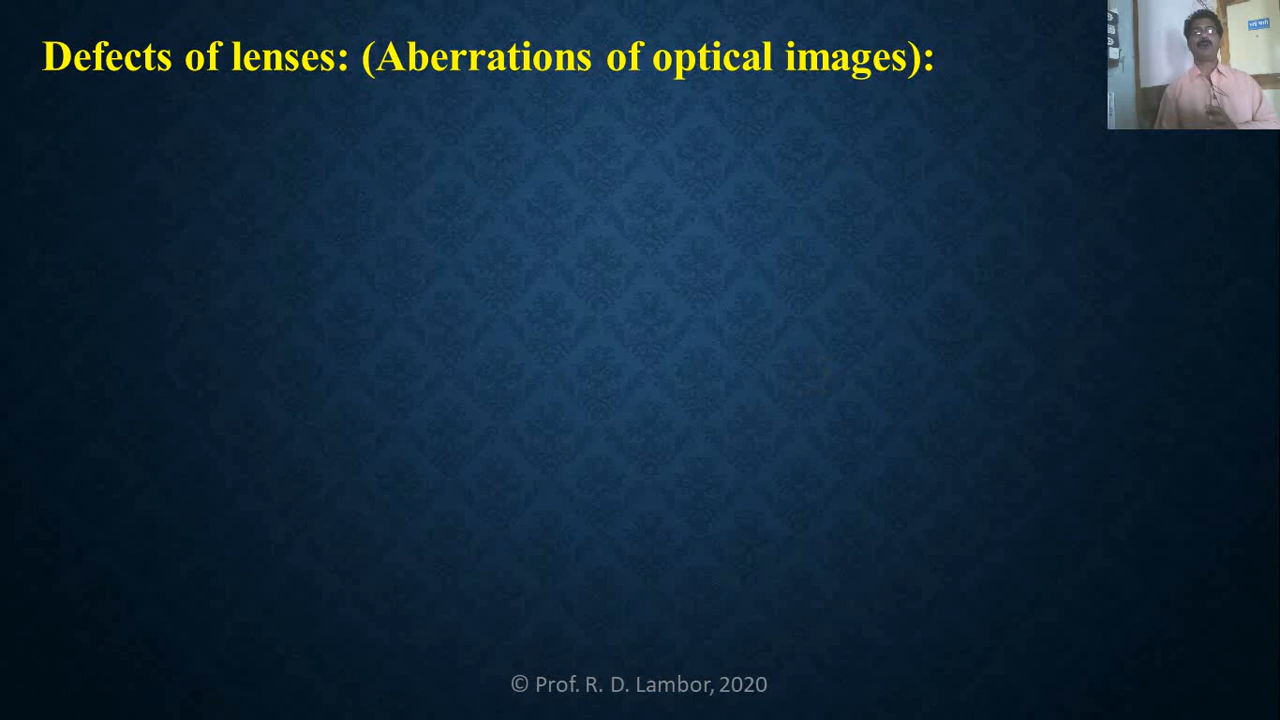 Defects of lenses: (Aberrations of optical images):
© Prof. R. D. Lambor, 2020